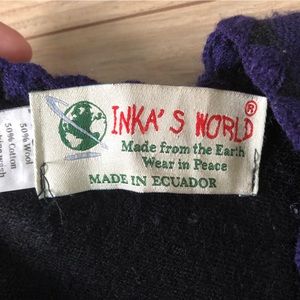 INKA'S WORLD®
Made from the Earth
Wear in Peace
MADE IN ECUADOR
50% Wool
50% Cotton